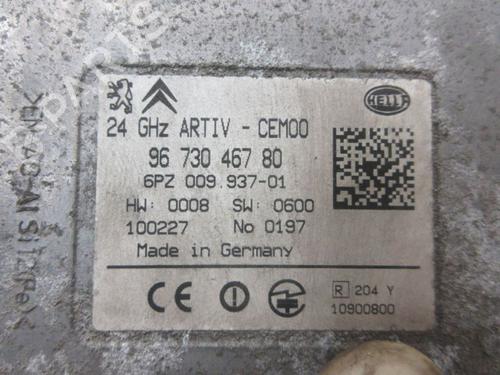 HELLA
24 GHz ARTIV - CEM00
96 730 467 80
6PZ 009.937-01
HW: 0008 SW: 0600
100227 No 0197
Made in Germany
CE
R 204 Y
10900800